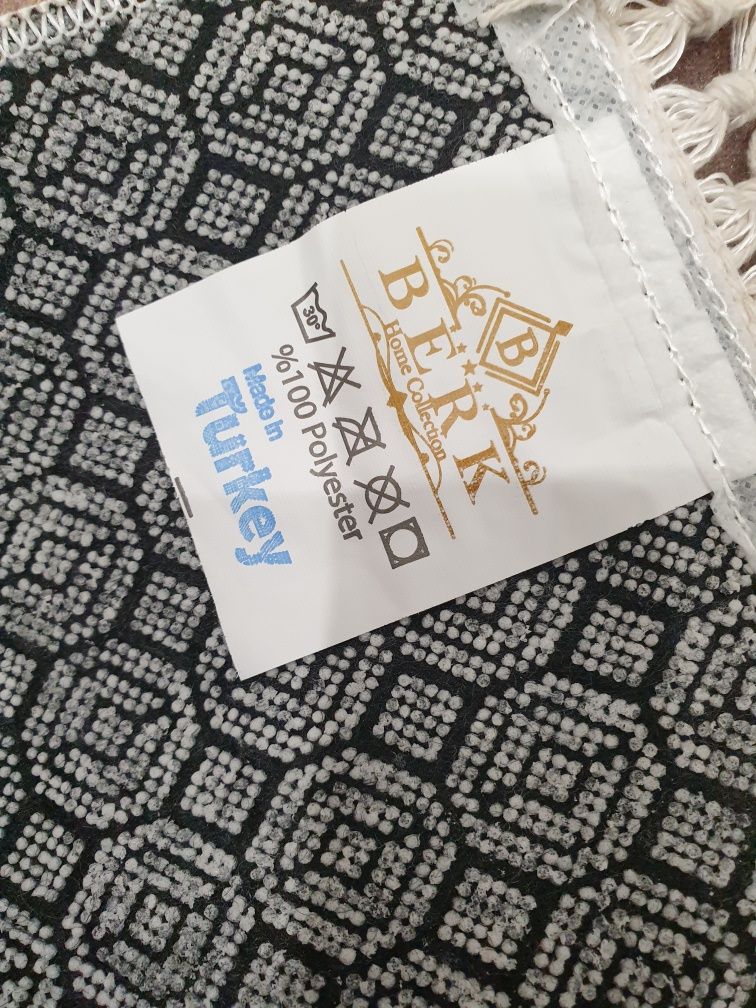 B
BERK
Home Collection
30°
%100 Polyester
Made in
Turkey